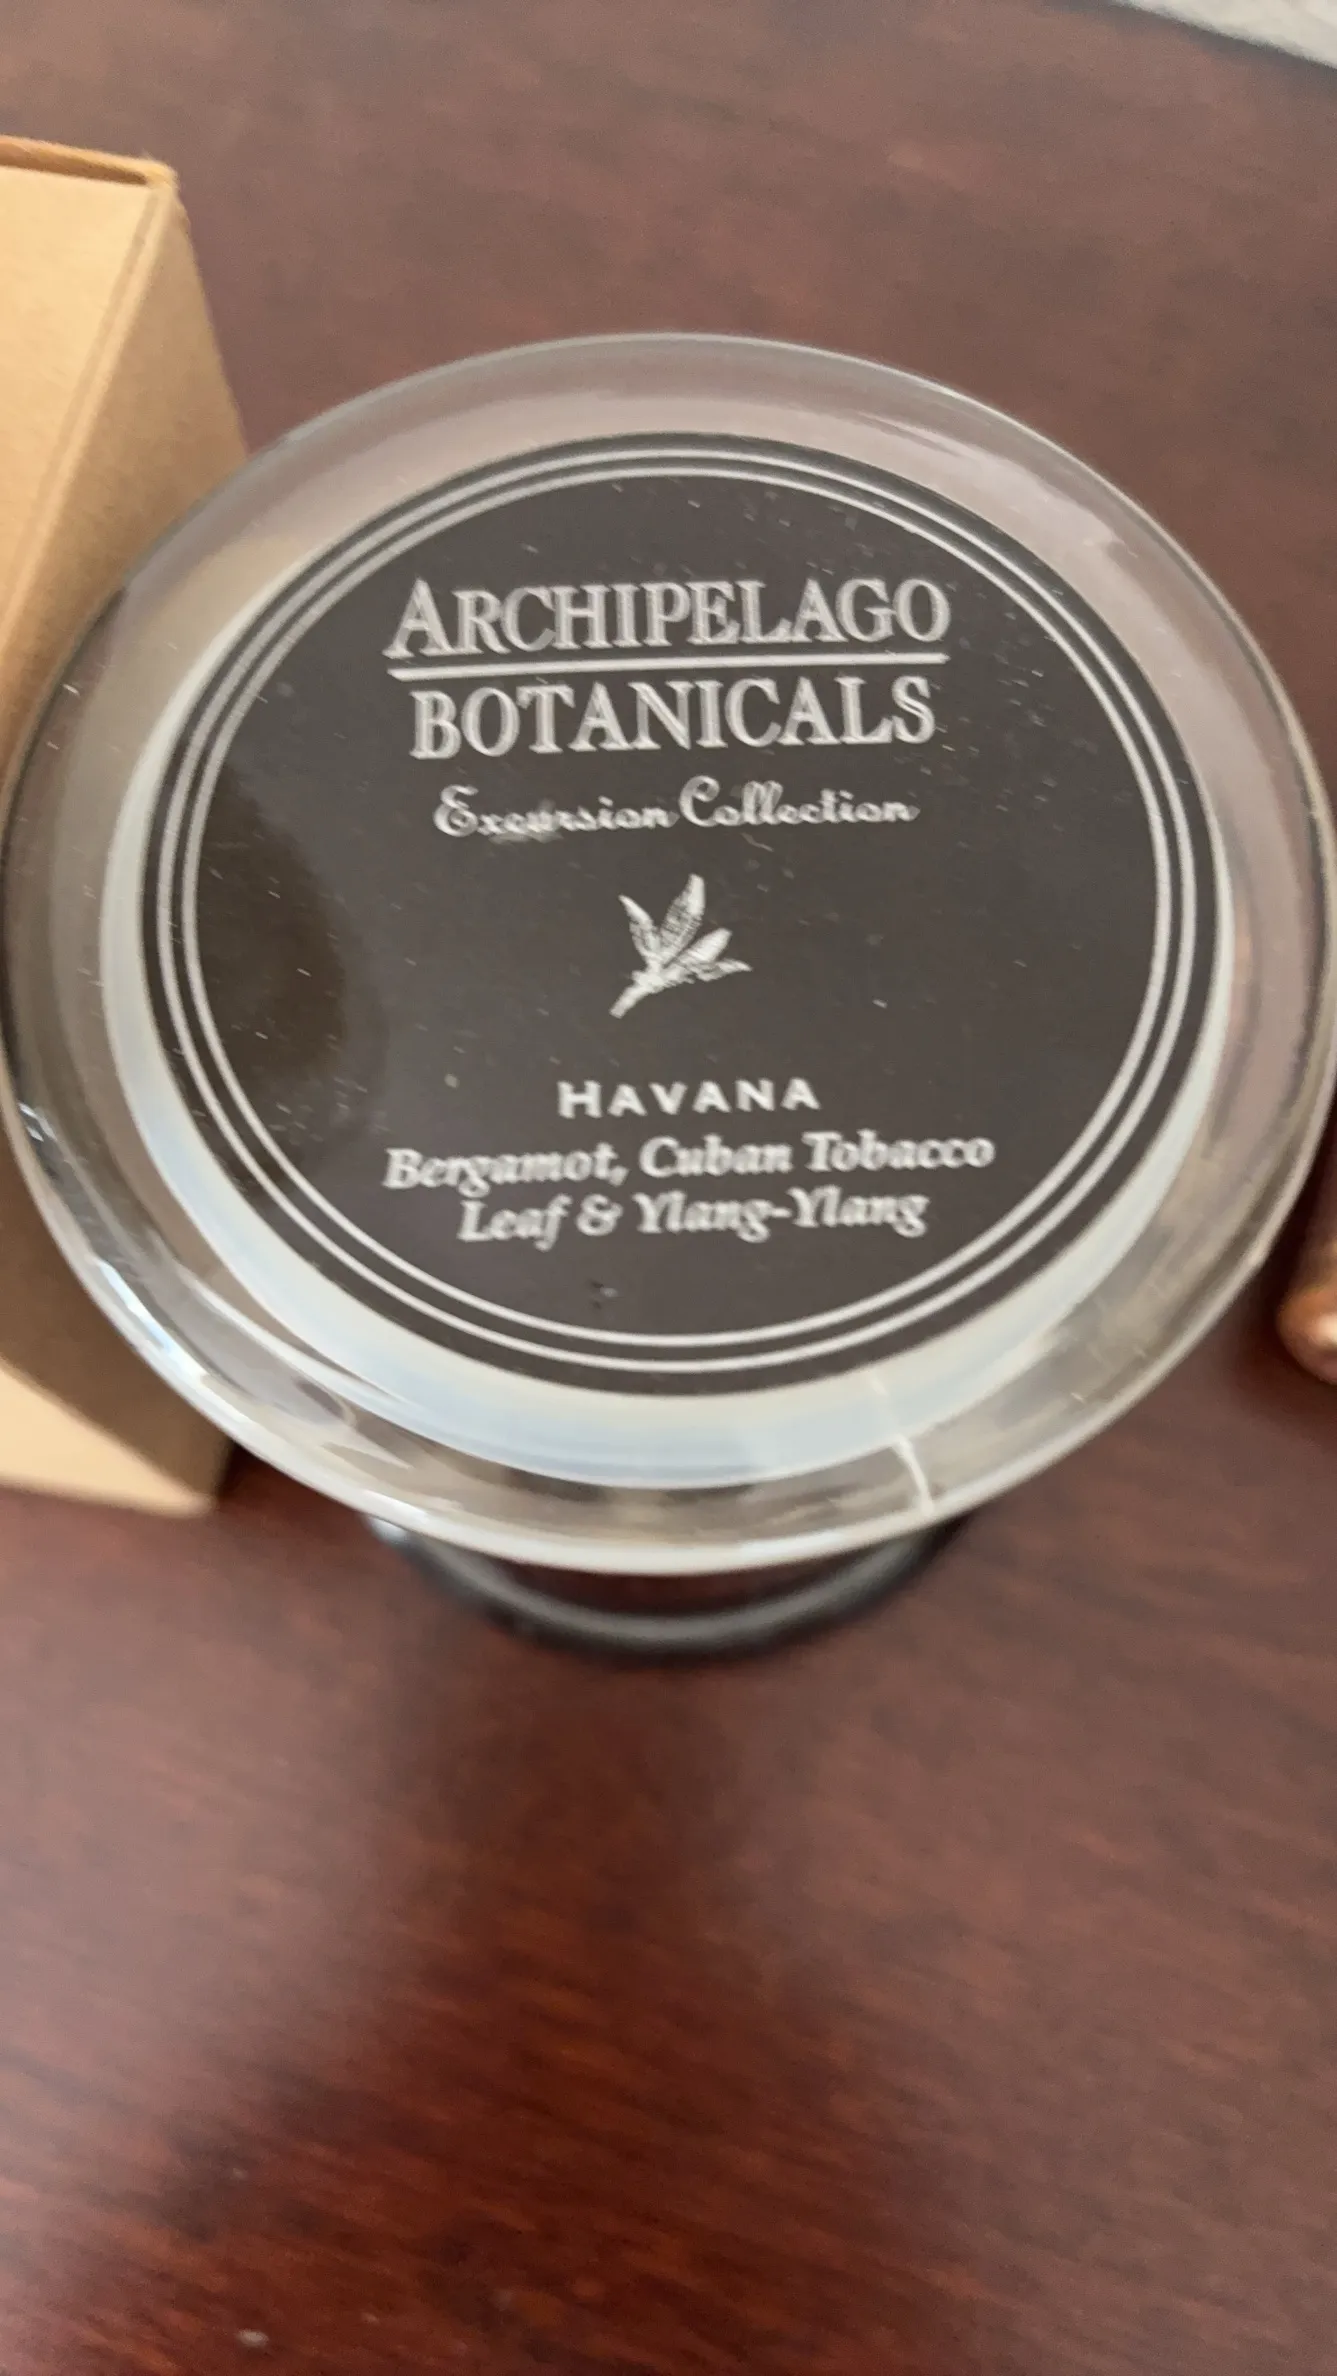 ARCHIPELAGO
BOTANICALS
Excursion Collection
HAVANA
Bergamot, Cuban Tobacco
Leaf & Ylang-Ylang